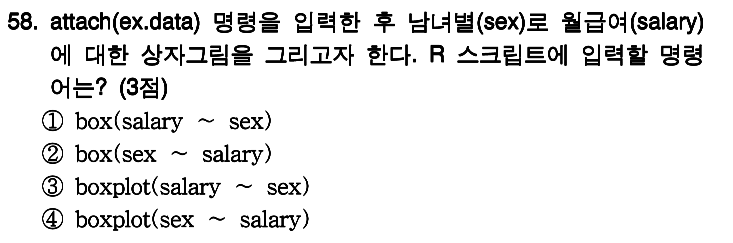 58. attach(ex.data) 명령을 입력한 후 남녀별(sex)로 월급여(salary)
에 대한 상자그림을 그리고자 한다. R 스크립트에 입력할 명령
어는? (3점)
① box(salary ~ sex)
② box(sex ~ salary)
③ boxplot(salary ~ sex)
④ boxplot(sex ~ salary)